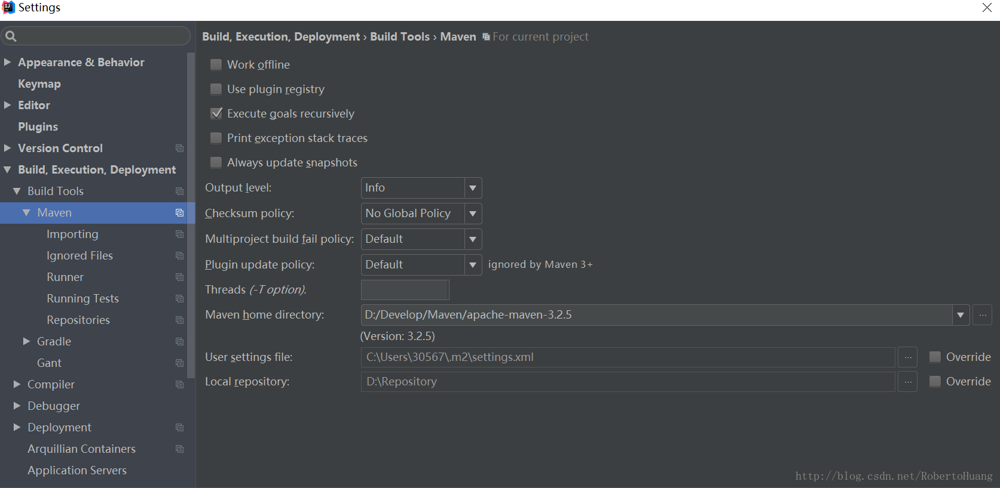 Settings
Appearance & Behavior
Keymap
Editor
Plugins
Version Control
Build, Execution, Deployment
Build Tools
Maven
Importing
Ignored Files
Runner
Running Tests
Repositories
Gradle
Gant
Compiler
Debugger
Deployment
Arquillian Containers
Application Servers
Build, Execution, Deployment › Build Tools › Maven For current project
Work offline
Use plugin registry
Execute goals recursively
Print exception stack traces
Always update snapshots
Output level: Info
Checksum policy: No Global Policy
Multiproject build fail policy: Default
Plugin update policy: Default ignored by Maven 3+
Threads (-T option).
Maven home directory: D:/Develop/Maven/apache-maven-3.2.5 ...
(Version: 3.2.5)
User settings file: C:\Users\30567\.m2\settings.xml ... Override
Local repository: D:\Repository ... Override
http://blog.csdn.net/RobertoHuang